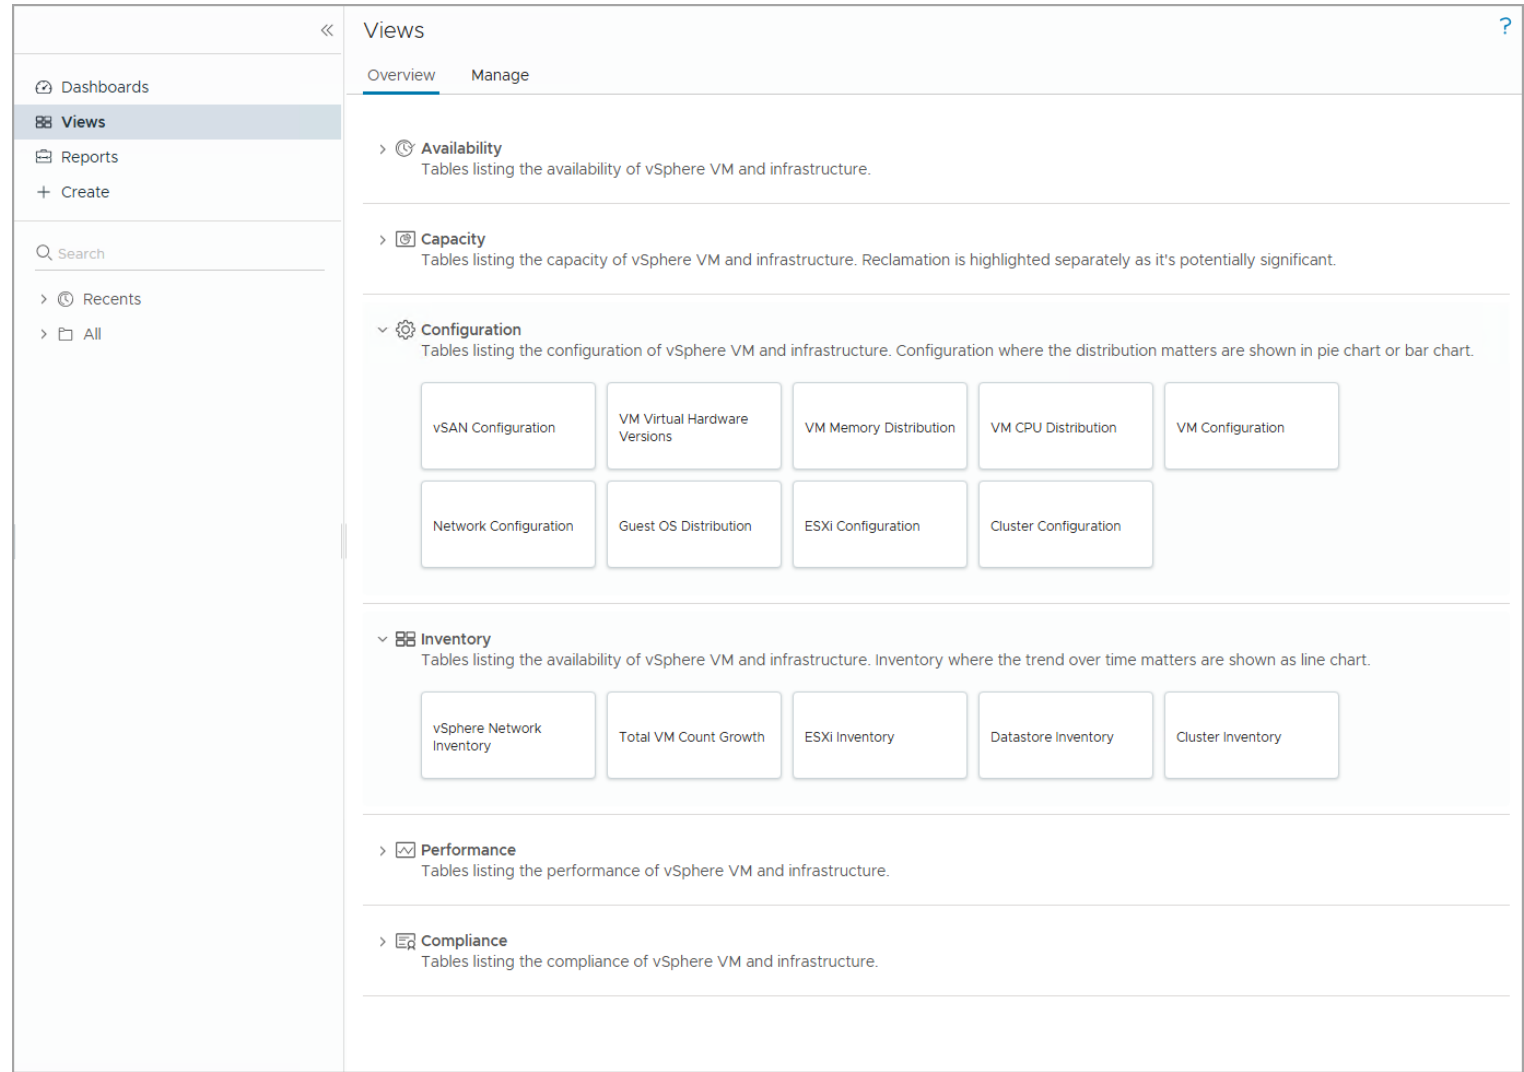 Views
?
Overview
Manage
Dashboards
Views
Reports
Create
Search
Recents
All
Availability
Tables listing the availability of vSphere VM and infrastructure.
Capacity
Tables listing the capacity of vSphere VM and infrastructure. Reclamation is highlighted separately as it's potentially significant.
Configuration
Tables listing the configuration of vSphere VM and infrastructure. Configuration where the distribution matters are shown in pie chart or bar chart.
vSAN Configuration
VM Virtual Hardware
Versions
VM Memory Distribution
VM CPU Distribution
VM Configuration
Network Configuration
Guest OS Distribution
ESXi Configuration
Cluster Configuration
Inventory
Tables listing the availability of vSphere VM and infrastructure. Inventory where the trend over time matters are shown as line chart.
vSphere Network
Inventory
Total VM Count Growth
ESXi Inventory
Datastore Inventory
Cluster Inventory
Performance
Tables listing the performance of vSphere VM and infrastructure.
Compliance
Tables listing the compliance of vSphere VM and infrastructure.